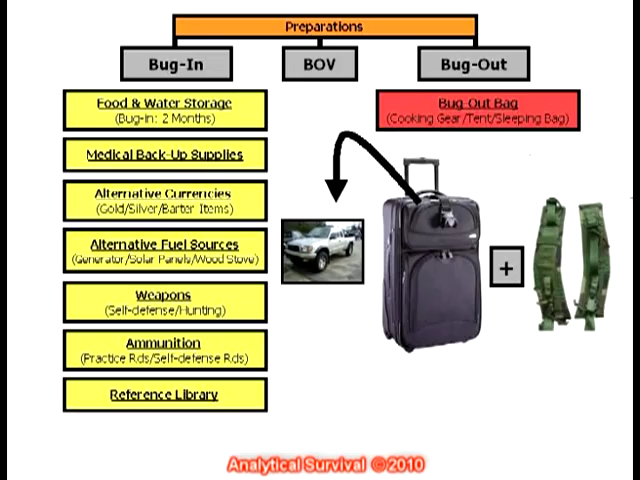 Preparations
Bug-In
BOV
Bug-Out
Food & Water Storage
(Bug-in: 2 Months)
Medical Back-Up Supplies
Alternative Currencies
(Gold/Silver/Barter Items)
Alternative Fuel Sources
(Generator/Solar Panels/Wood Stove)
Weapons
(Self-defense/Hunting)
Ammunition
(Practice Rds/Self-defense Rds)
Reference Library
Bug-Out Bag
(Cooking Gear/Tent/Sleeping Bag)
+
Analytical Survival © 2010